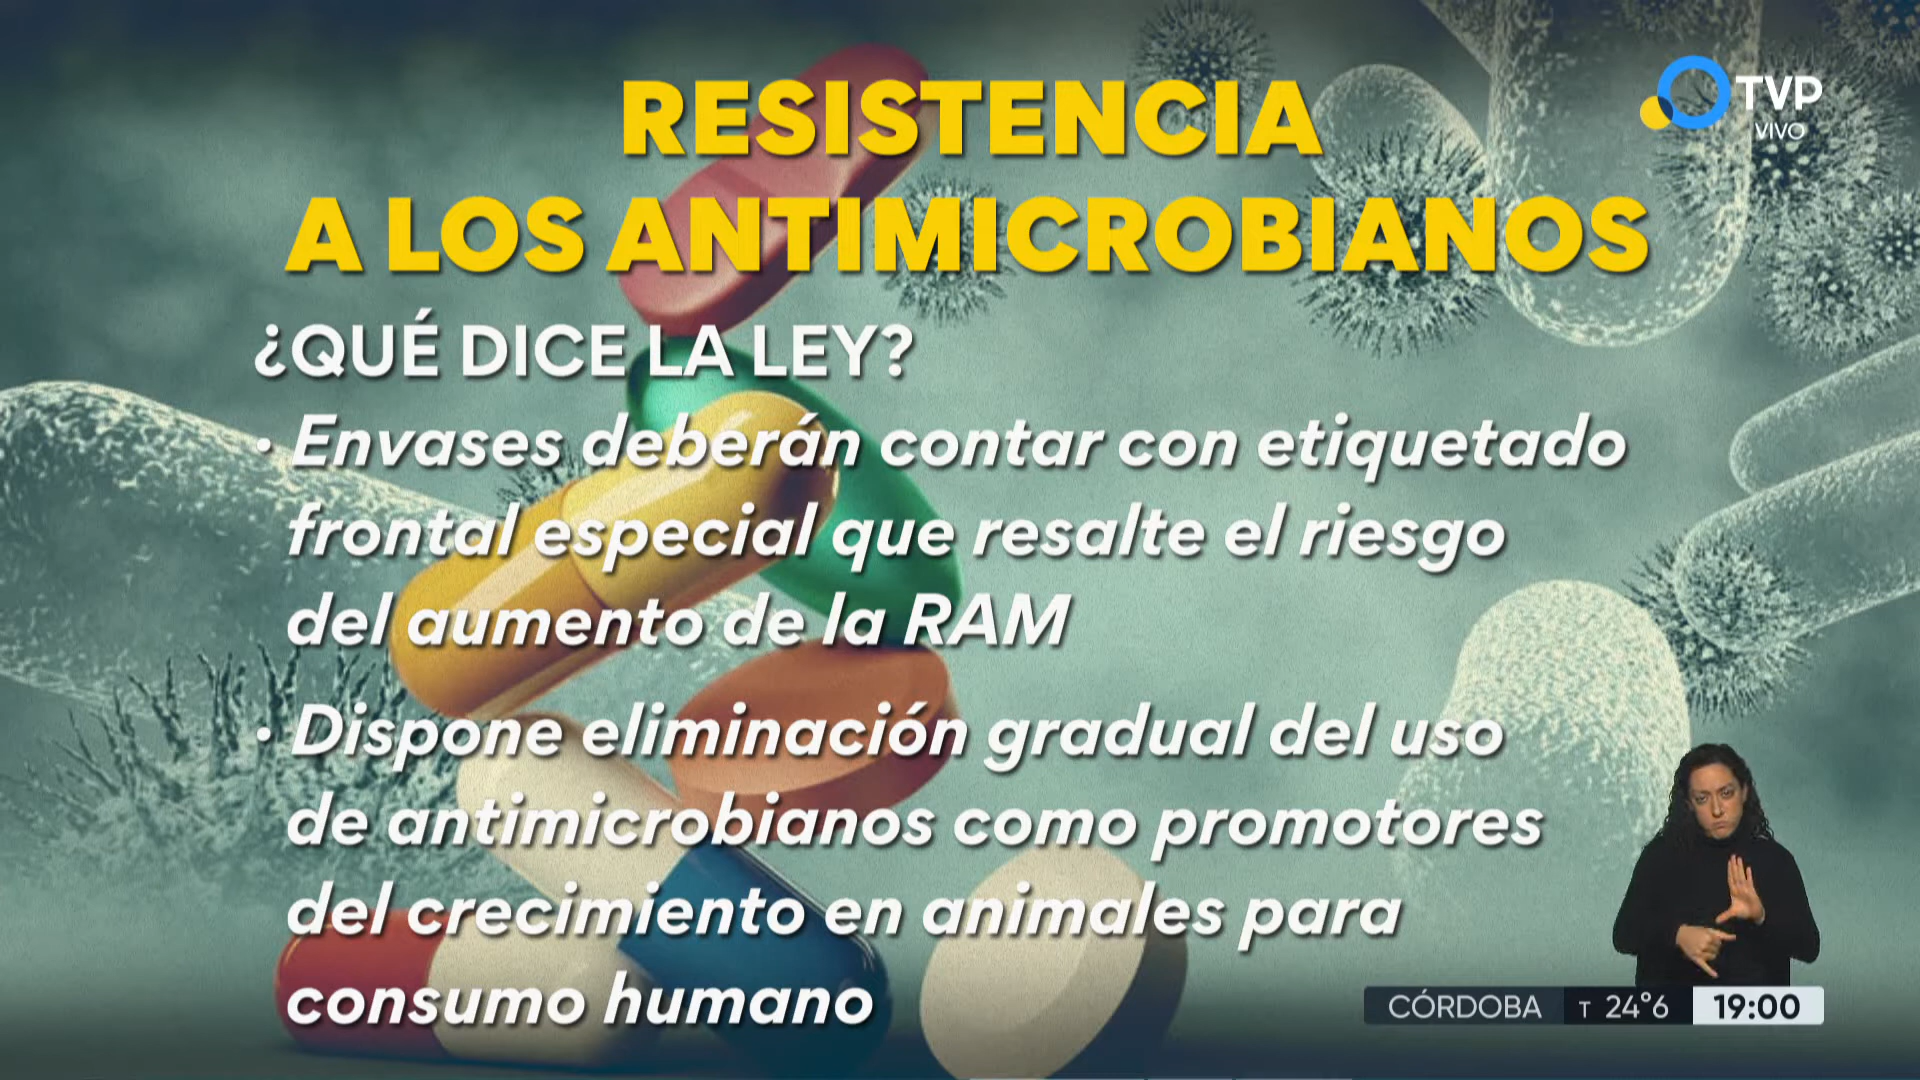 RESISTENCIA
A LOS ANTIMICROBIANOS
TVP
VIVO
¿QUÉ DICE LA LEY?
· Envases deberán contar con etiquetado
frontal especial que resalte el riesgo
del aumento de la RAM
· Dispone eliminación gradual del uso
de antimicrobianos como promotores
del crecimiento en animales para
consumo humano
CÓRDOBA T 24°6 19:00